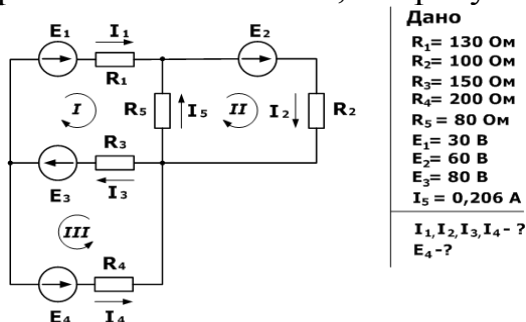 E₁ I₁ E₂
R₁
I R₅ I₅ II I₂ R₂
R₃
E₃ I₃
III
R₄
E₄ I₄
Дано
R₁= 130 Ом
R₂= 100 Ом
R₃= 150 Ом
R₄= 200 Ом
R₅= 80 Ом
E₁= 30 В
E₂= 60 В
E₃= 80 В
I₅ = 0,206 А
I₁,I₂,I₃,I₄- ?
E₄-?